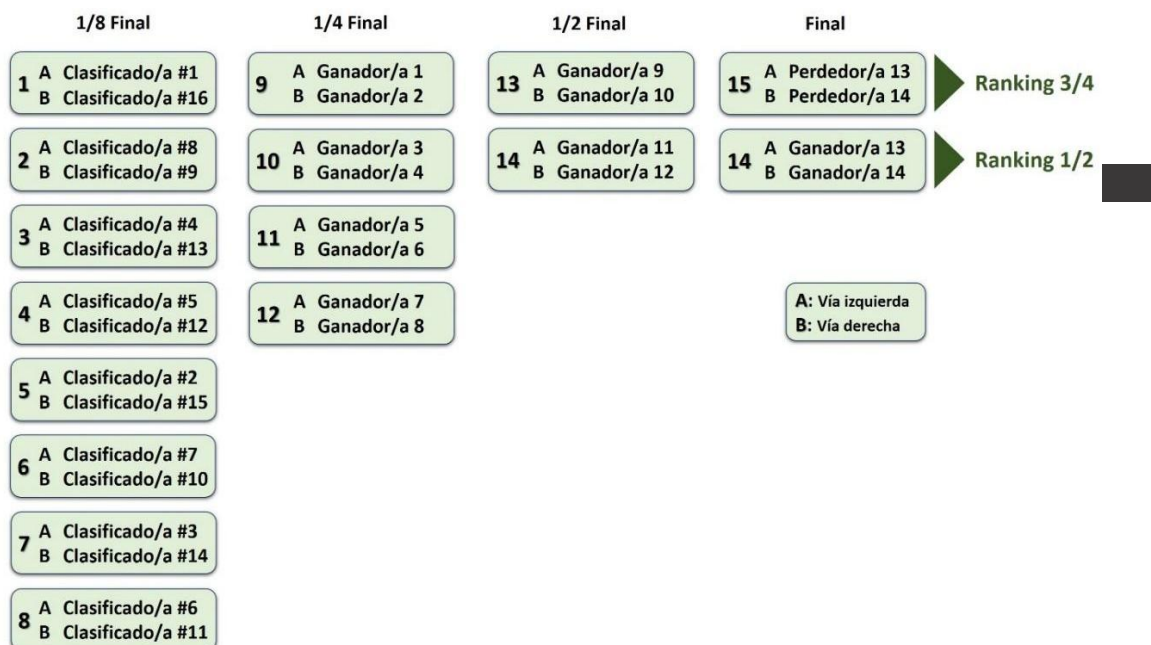 1/8 Final
1 A Clasificado/a #1
B Clasificado/a #16
2 A Clasificado/a #8
B Clasificado/a #9
3 A Clasificado/a #4
B Clasificado/a #13
4 A Clasificado/a #5
B Clasificado/a #12
5 A Clasificado/a #2
B Clasificado/a #15
6 A Clasificado/a #7
B Clasificado/a #10
7 A Clasificado/a #3
B Clasificado/a #14
8 A Clasificado/a #6
B Clasificado/a #11
1/4 Final
9 A Ganador/a 1
B Ganador/a 2
10 A Ganador/a 3
B Ganador/a 4
11 A Ganador/a 5
B Ganador/a 6
12 A Ganador/a 7
B Ganador/a 8
1/2 Final
13 A Ganador/a 9
B Ganador/a 10
14 A Ganador/a 11
B Ganador/a 12
Final
15 A Perdedor/a 13
B Perdedor/a 14
Ranking 3/4
14 A Ganador/a 13
B Ganador/a 14
Ranking 1/2
A: Vía izquierda
B: Vía derecha